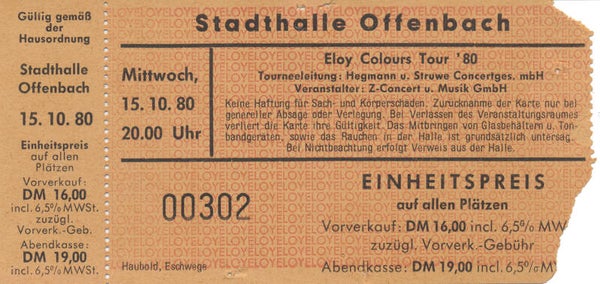 Gültig gemäß
der
Hausordnung
Stadthalle
Offenbach
15. 10. 80
Einheitspreis
auf allen
Plätzen
Vorverkauf:
DM 16,00
incl. 6,5% MWSt.
zuzügl.
Vorverk.-Geb.
Abendkasse:
DM 19,00
incl. 6,5% MWSt.
Stadthalle Offenbach
Mittwoch,
15. 10. 80
20.00 Uhr
Eloy Colours Tour '80
Tourneeleitung: Hegmann u. Struwe Concertges. mbH
Veranstalter: Z-Concert u. Musik GmbH
Keine Haftung für Sach- und Körperschaden. Zurücknahme der Karte nur bei
genereller Absage oder Verlegung. Bei Verlassen des Veranstaltungsraumes
verliert die Karte ihre Gültigkeit. Das Mitbringen von Glasbehältern u. Ton-
bandgeräten, sowie das Rauchen in der Halle, ist grundsätzlich untersag.
Bei Nichtbeachtung erfolgt Verweis aus der Halle.
00302
Haubold, Eschwege
EINHEITSPREIS
auf allen Plätzen
Vorverkauf: DM 16,00 incl. 6,5% MW
zuzügl. Vorverk.-Gebühr
Abendkasse: DM 19,00 incl. 6,5% MWSt.